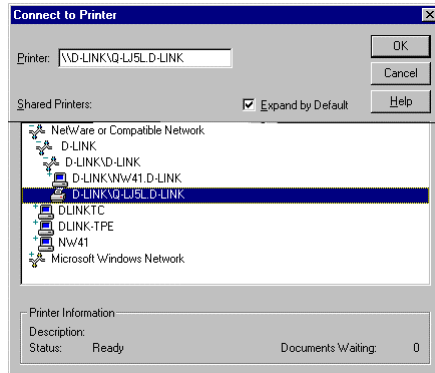 Connect to Printer
Printer: \\D-LINK\Q-LJ5L.D-LINK
OK
Cancel
Shared Printers:
Expand by Default
Help
NetWare or Compatible Network
D-LINK
D-LINK\D-LINK
D-LINK\NW41.D-LINK
D-LINK\Q-LJ5L.D-LINK
DLINKTC
DLINK-TPE
NW41
Microsoft Windows Network
Printer Information
Description:
Status: Ready Documents Waiting: 0